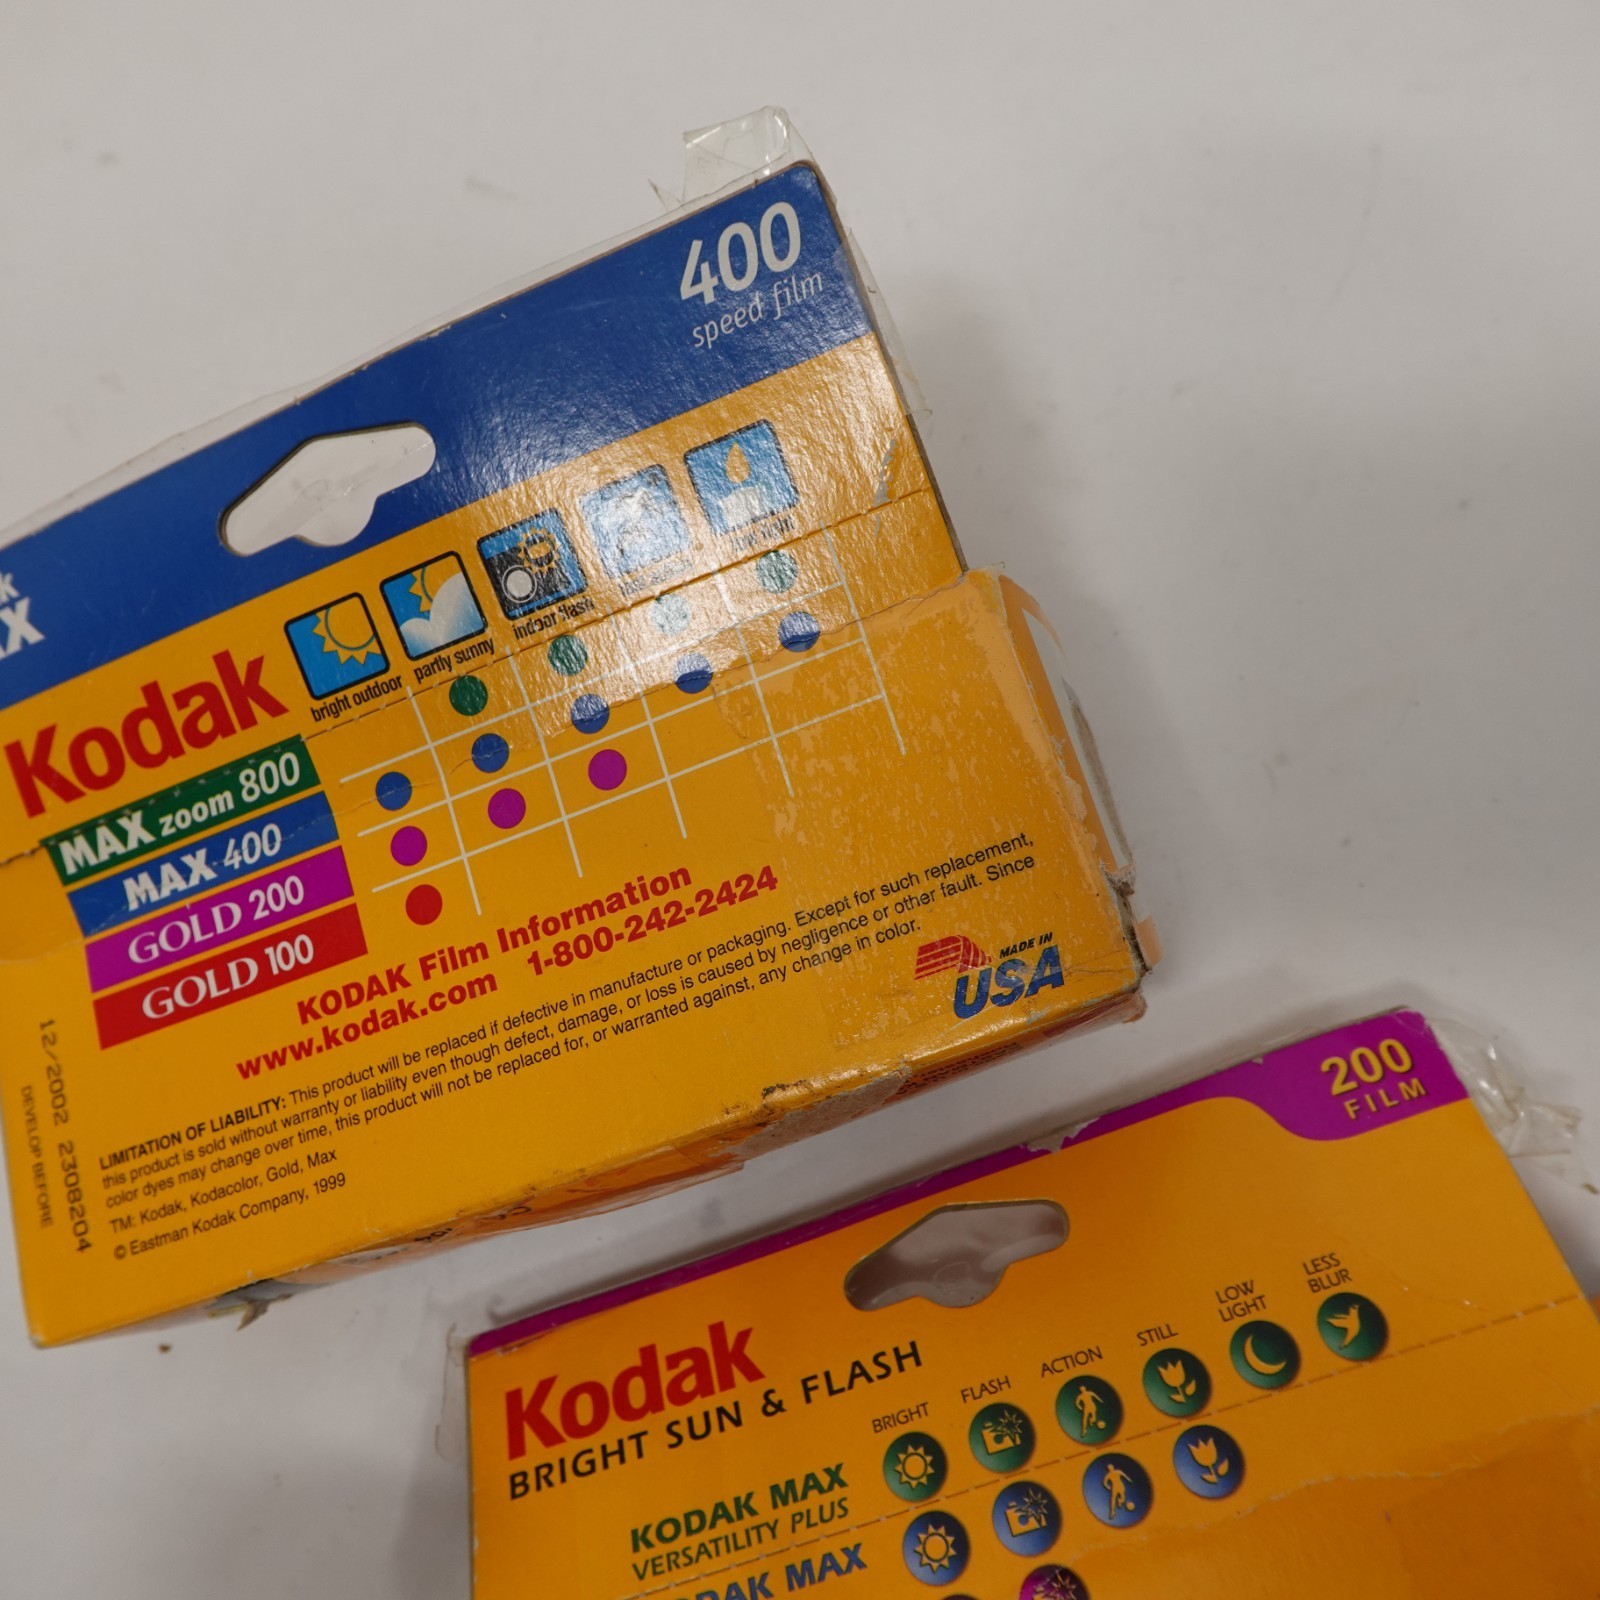 400
speed film
bright outdoor
partly sunny
indoor flash
Kodak
MAX zoom 800
MAX 400
GOLD 200
GOLD 100
KODAK Film Information
www.kodak.com 1-800-242-2424
LIMITATION OF LIABILITY: This product will be replaced if defective in manufacture or packaging. Except for such replacement,
this product is sold without warranty or liability even though defect, damage, or loss is caused by negligence or other fault. Since
color dyes may change over time, this product will not be replaced for, or warranted against, any change in color.
TM: Kodak, Kodacolor, Gold, Max
© Eastman Kodak Company, 1999
MADE IN
USA
12/2002 2308204
DEVELOP BEFORE
200
FILM
Kodak
BRIGHT SUN & FLASH
BRIGHT
FLASH
ACTION
STILL
LOW
LIGHT
LESS
BLUR
KODAK MAX
VERSATILITY PLUS
KODAK MAX